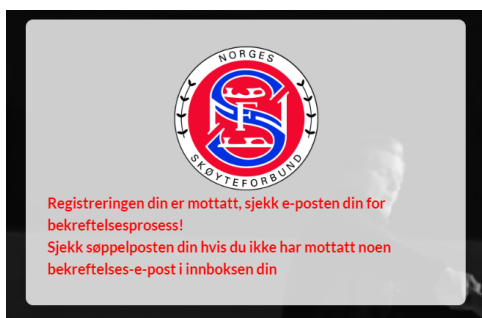 NORGES
NSF
SKØYTEFORBUND
Registreringen din er mottatt, sjekk e-posten din for
bekreftelsesprosess!
Sjekk søppelposten din hvis du ikke har mottatt noen
bekreftelses-e-post i innboksen din